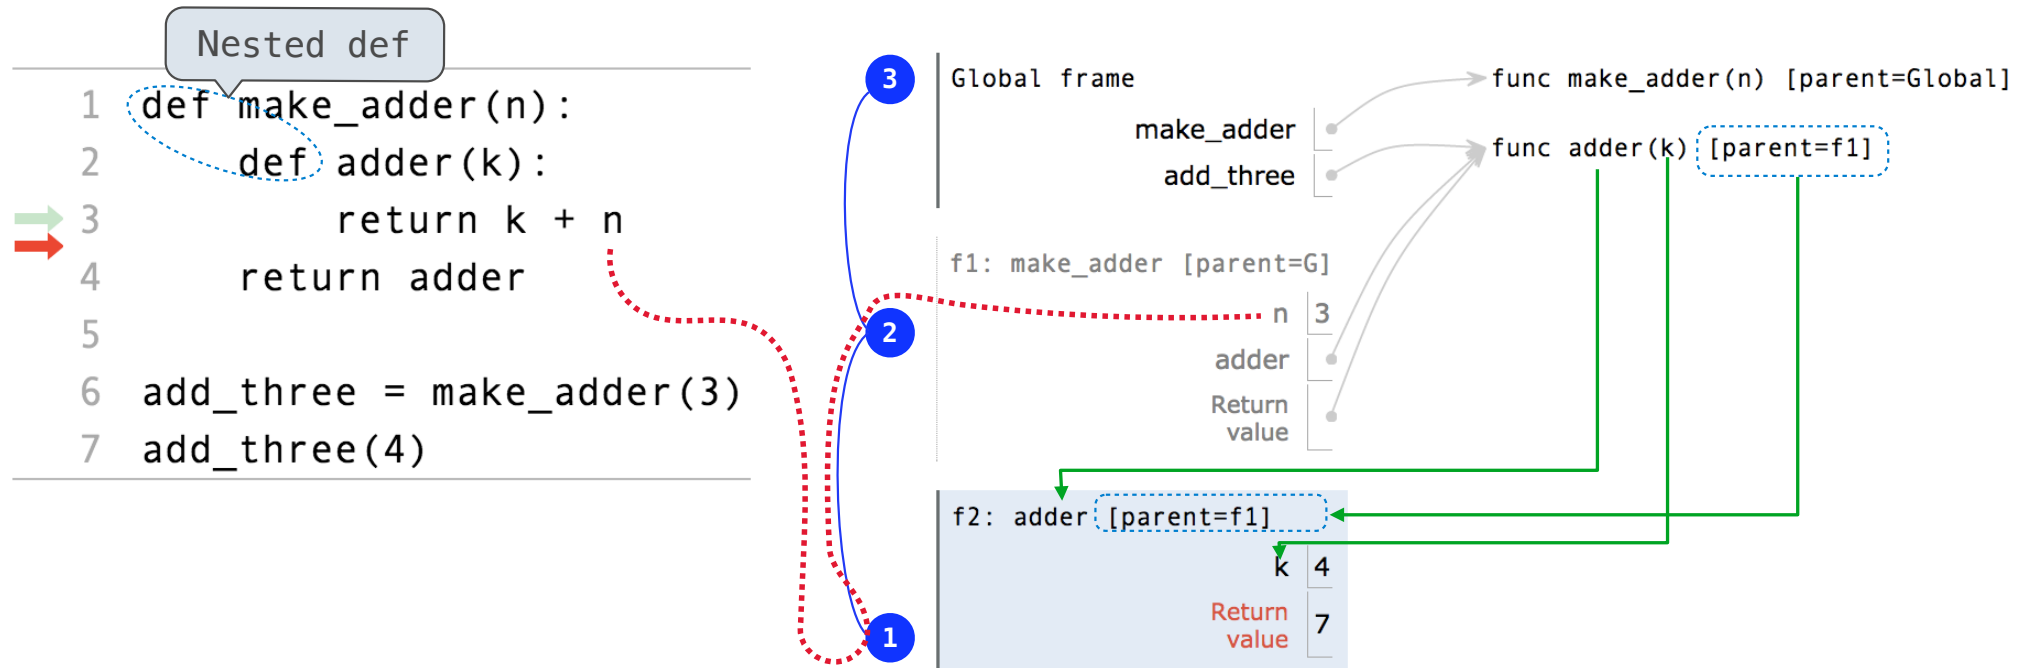 Nested def
1 def make_adder(n):
2 def adder(k):
3 return k + n
4 return adder
5
6 add_three = make_adder(3)
7 add_three(4)
3
2
1
Global frame
make_adder
add_three
func make_adder(n) [parent=Global]
func adder(k) [parent=f1]
f1: make_adder [parent=G]
n 3
adder
Return
value
f2: adder [parent=f1]
k 4
Return
value 7